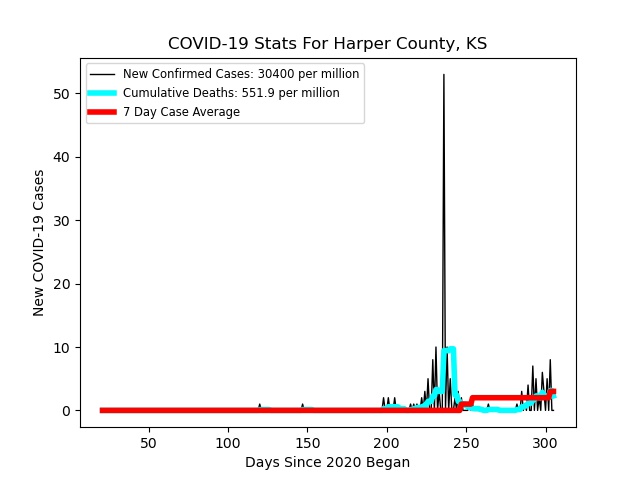 COVID-19 Stats For Harper County, KS
New Confirmed Cases: 30400 per million
Cumulative Deaths: 551.9 per million
7 Day Case Average
New COVID-19 Cases
50
40
30
20
10
0
50 100 150 200 250 300
Days Since 2020 Began